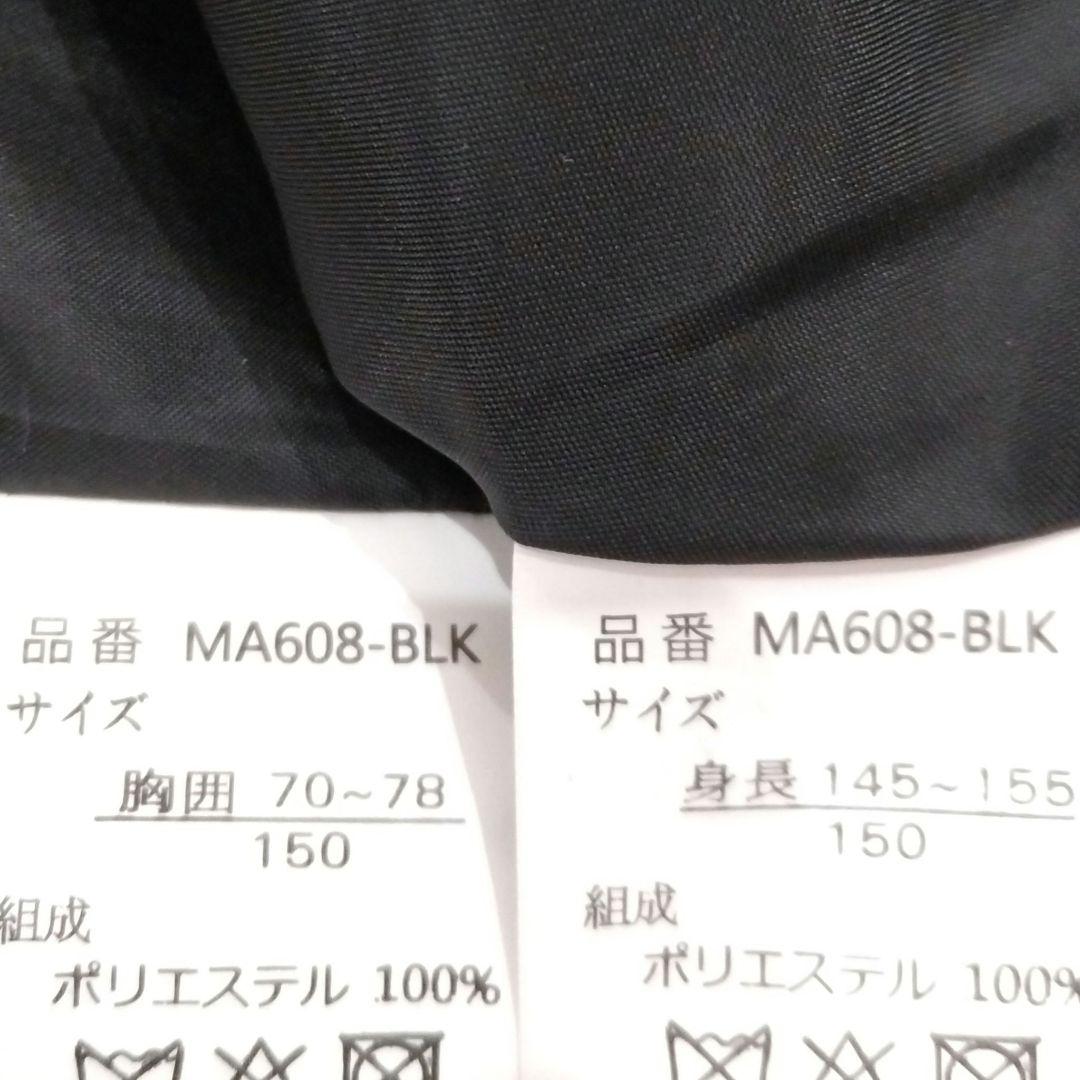 品番 MA608-BLK
サイズ
胸囲 70~78
150
組成
ポリエステル 100%
品番 MA608-BLK
サイズ
身長 145~155
150
組成
ポリエステル 100%